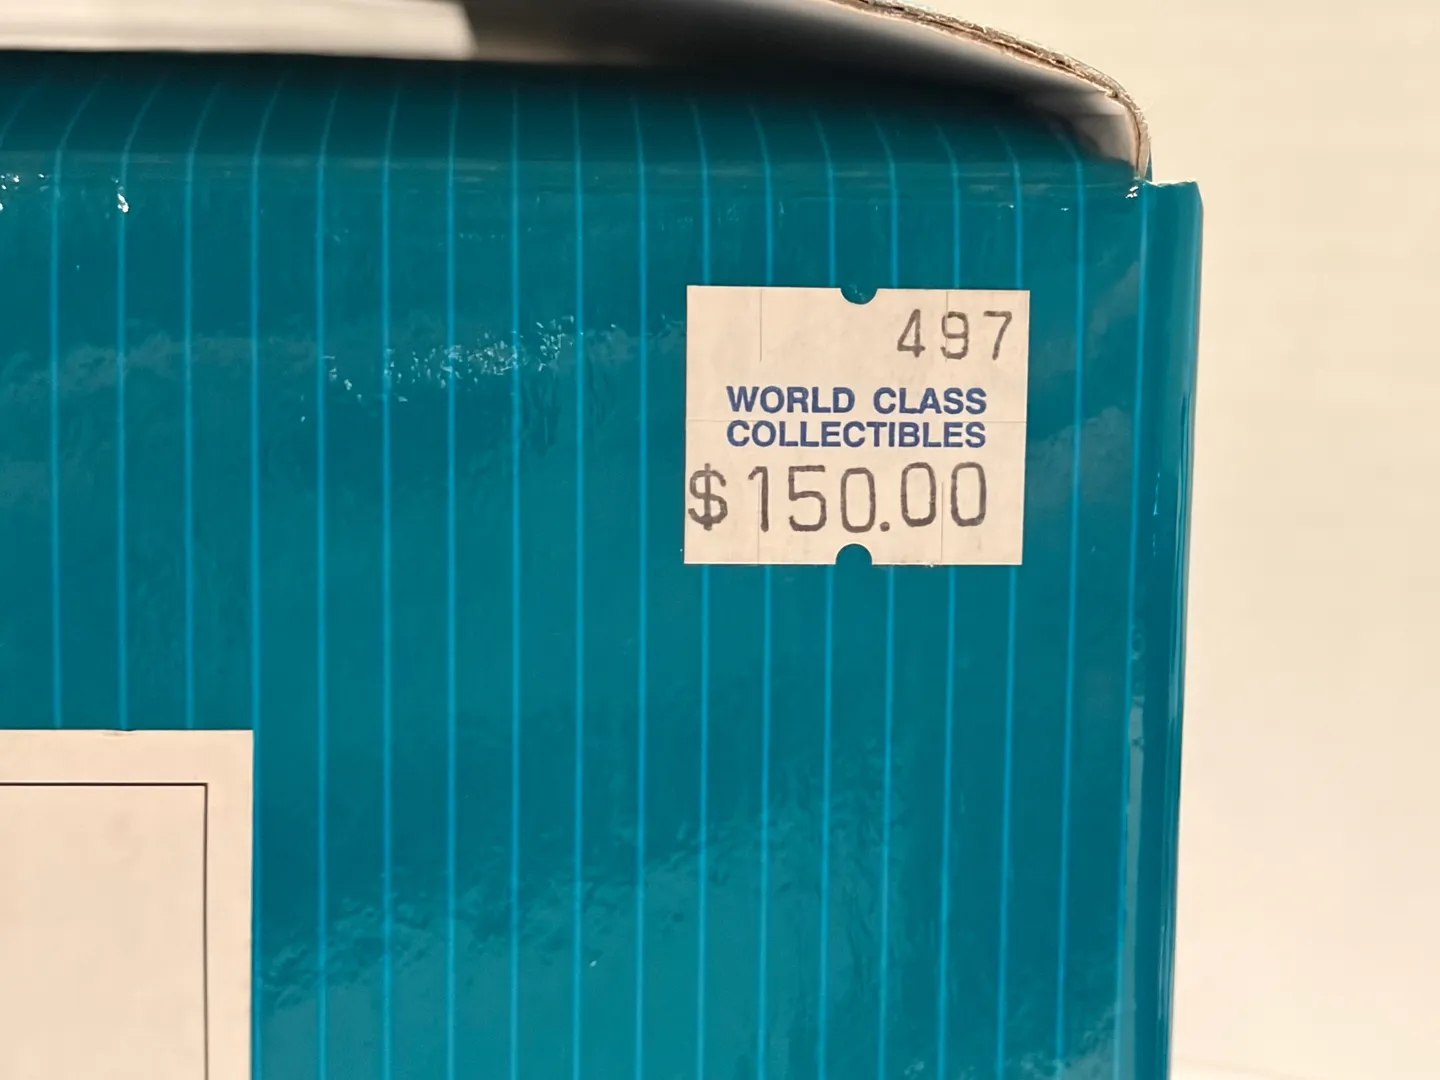 497
WORLD CLASS
COLLECTIBLES
$150.00